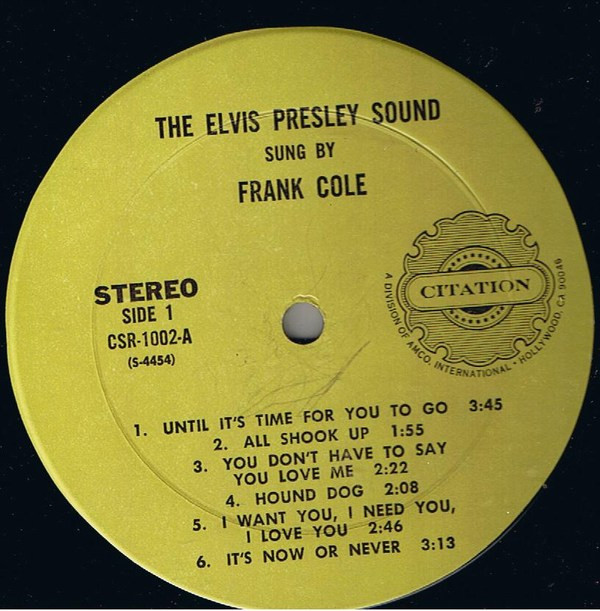 THE ELVIS PRESLEY SOUND
SUNG BY
FRANK COLE
STEREO
SIDE 1
CSR-1002-A
(S-4454)
CITATION
A DIVISION OF AMCO. INTERNATIONAL • HOLLYWOOD, CA 90046
1. UNTIL IT'S TIME FOR YOU TO GO 3:45
2. ALL SHOOK UP 1:55
3. YOU DON'T HAVE TO SAY
YOU LOVE ME 2:22
4. HOUND DOG 2:08
5. I WANT YOU, I NEED YOU,
I LOVE YOU 2:46
6. IT'S NOW OR NEVER 3:13